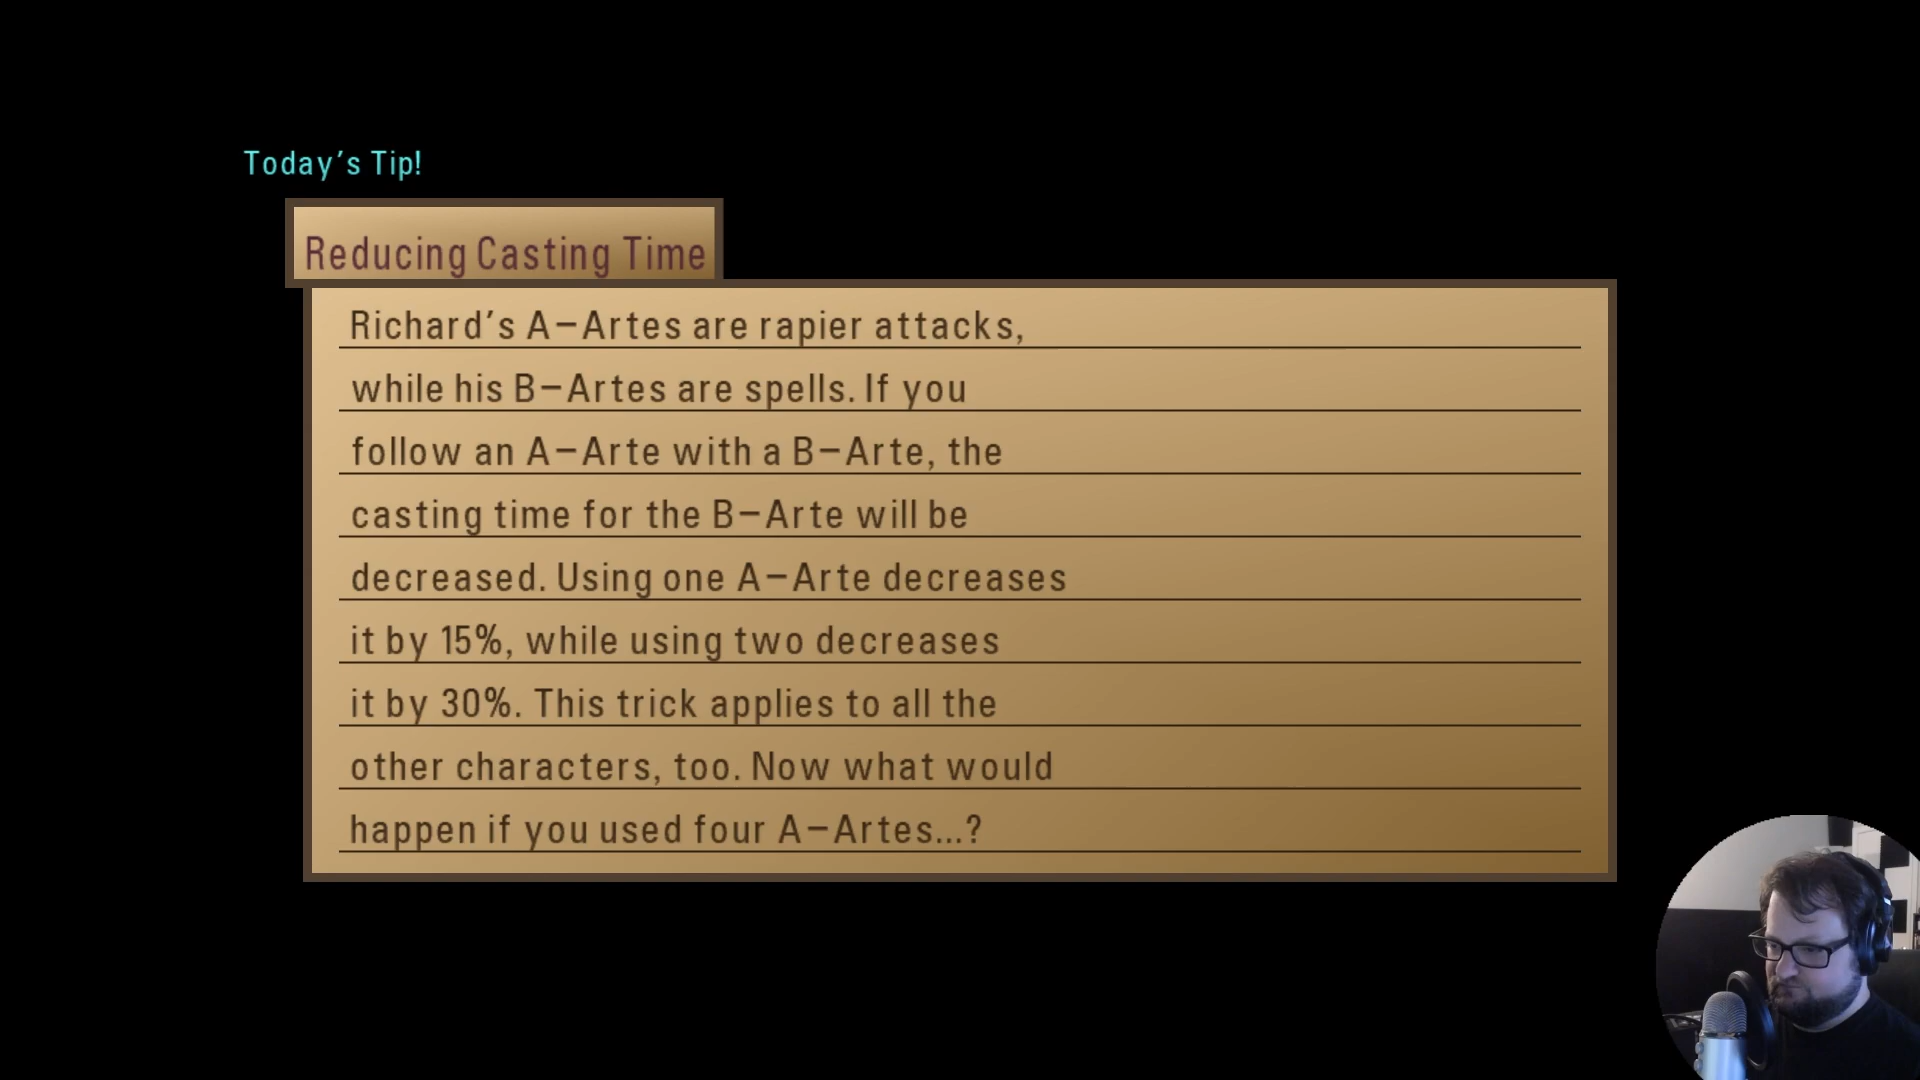 Today's Tip!
Reducing Casting Time
Richard's A-Artes are rapier attacks,
while his B-Artes are spells. If you
follow an A-Arte with a B-Arte, the
casting time for the B-Arte will be
decreased. Using one A-Arte decreases
it by 15%, while using two decreases
it by 30%. This trick applies to all the
other characters, too. Now what would
happen if you used four A-Artes...?